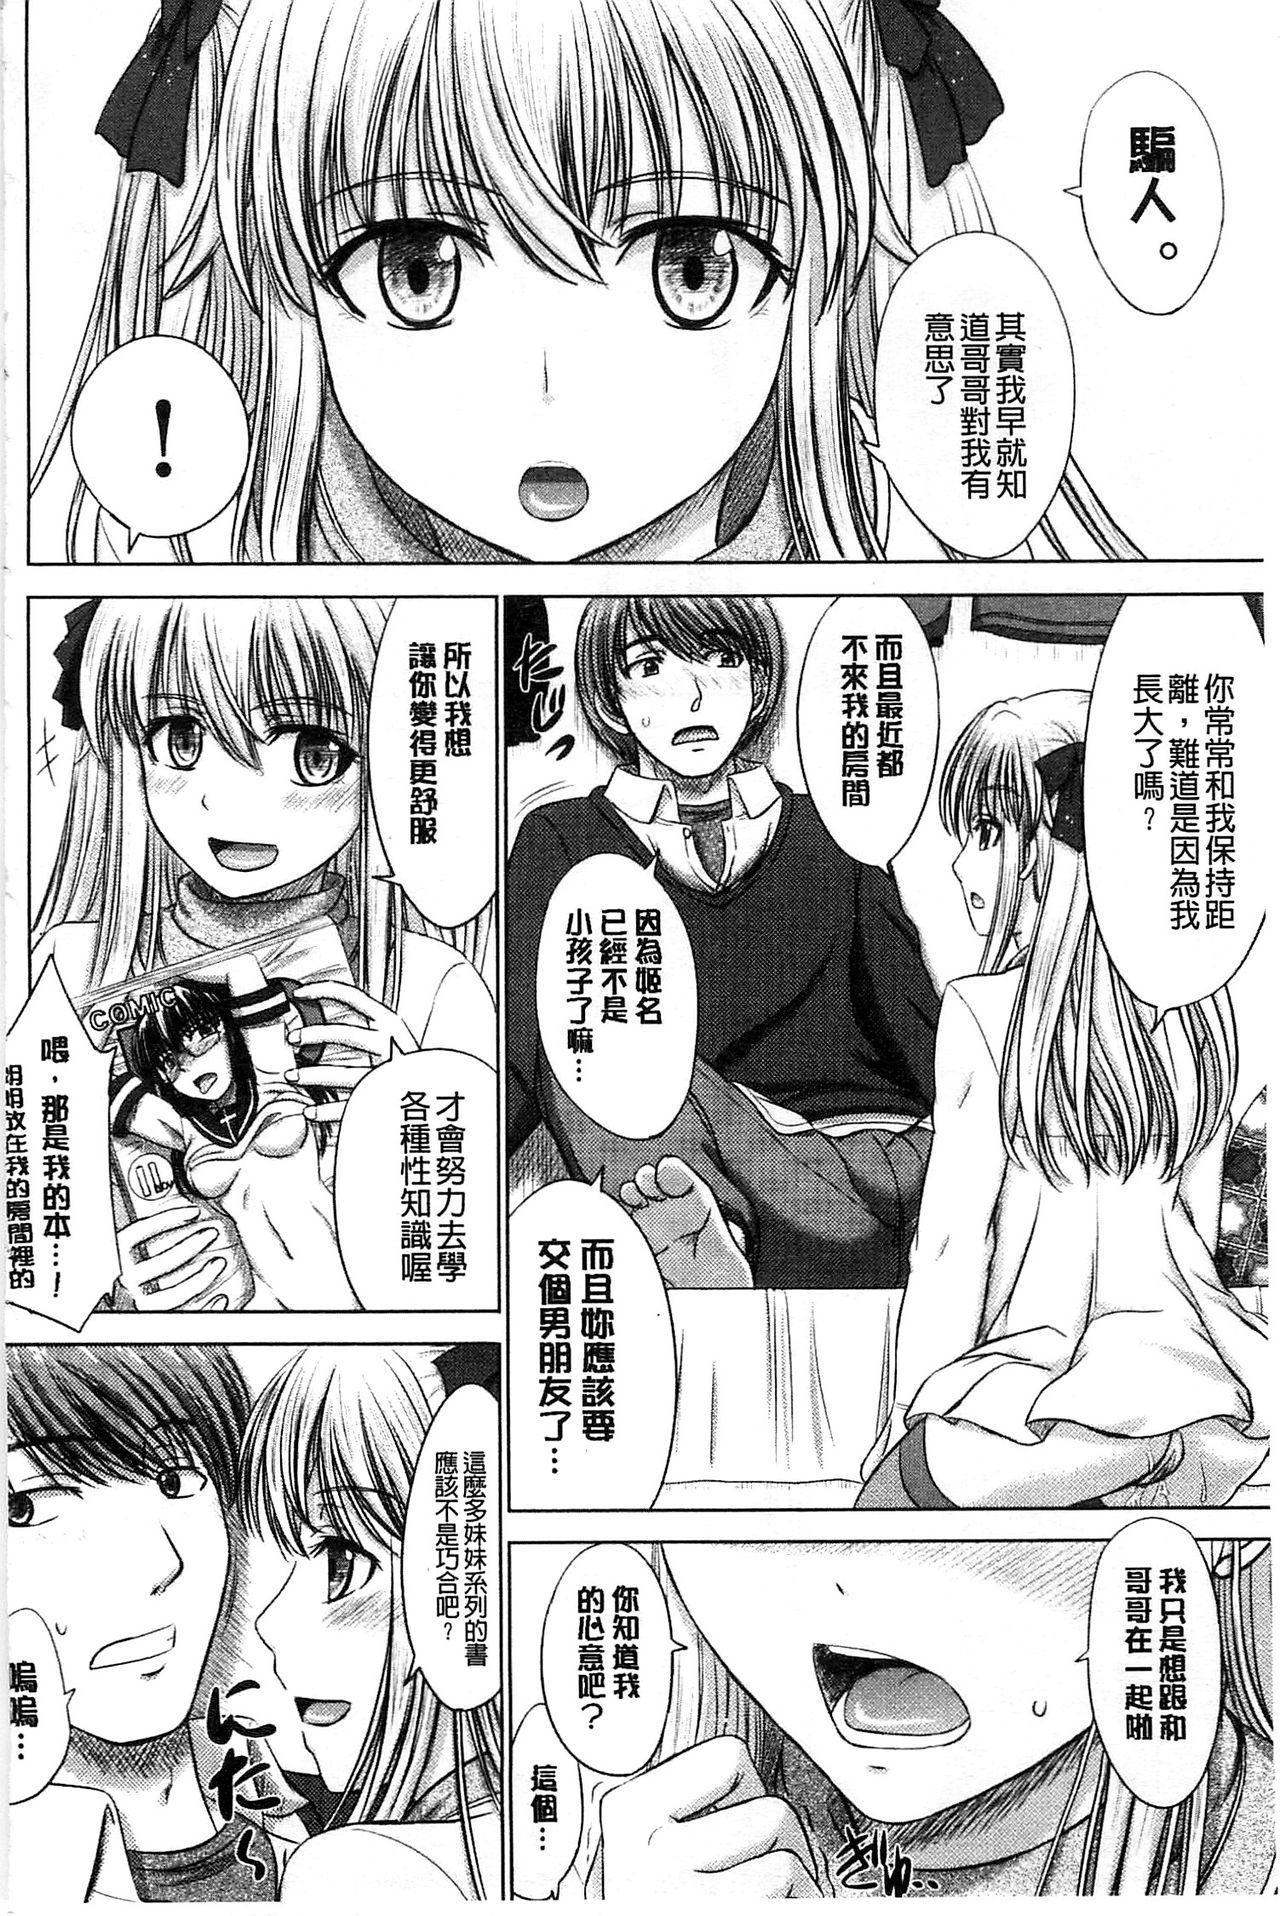 騙人。
其實我早就知
道哥哥對我有
意思了
！
你常常和我保持距
離，難道是因為我
長大了嗎？
而且最近都
不來我的房間
たじっ
因為姬名
已經不是
小孩子了嘛…
而且妳應該要
交個男朋友了…
所以我想
讓你變得更舒服
COMIC
才會努力去學
各種性知識喔
喂，那是我的本…！
明明放在我的房間裡的
我只是想跟和
哥哥在一起啦
你知道我
的心意吧？
這個…
ぎゅ…
這麼多妹妹系列的書
應該不是巧合吧？
にた〜
嗚嗚…